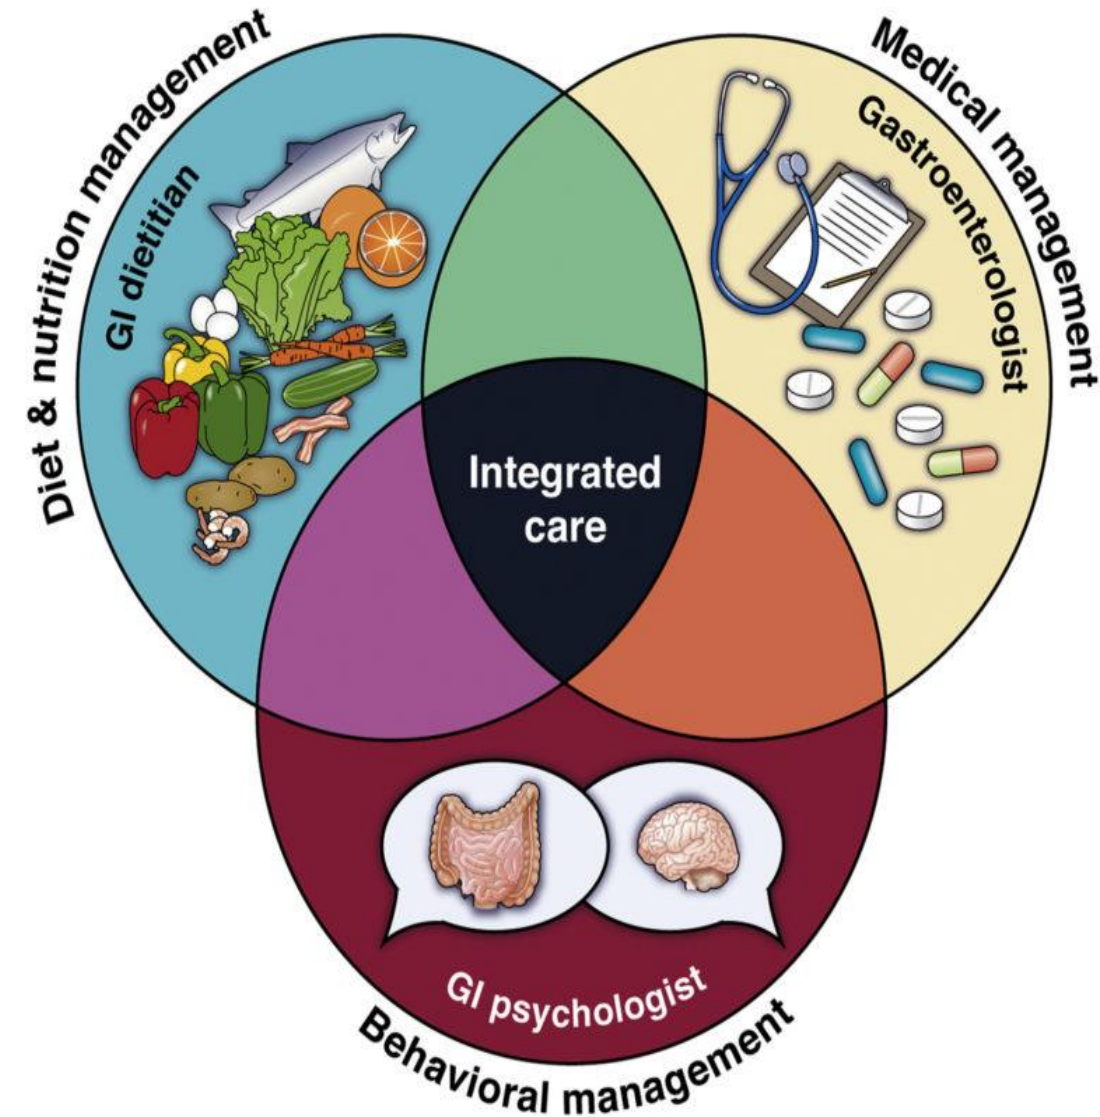 Diet & nutrition management
GI dietitian
Medical management
Gastroenterologist
Integrated
care
GI psychologist
Behavioral management